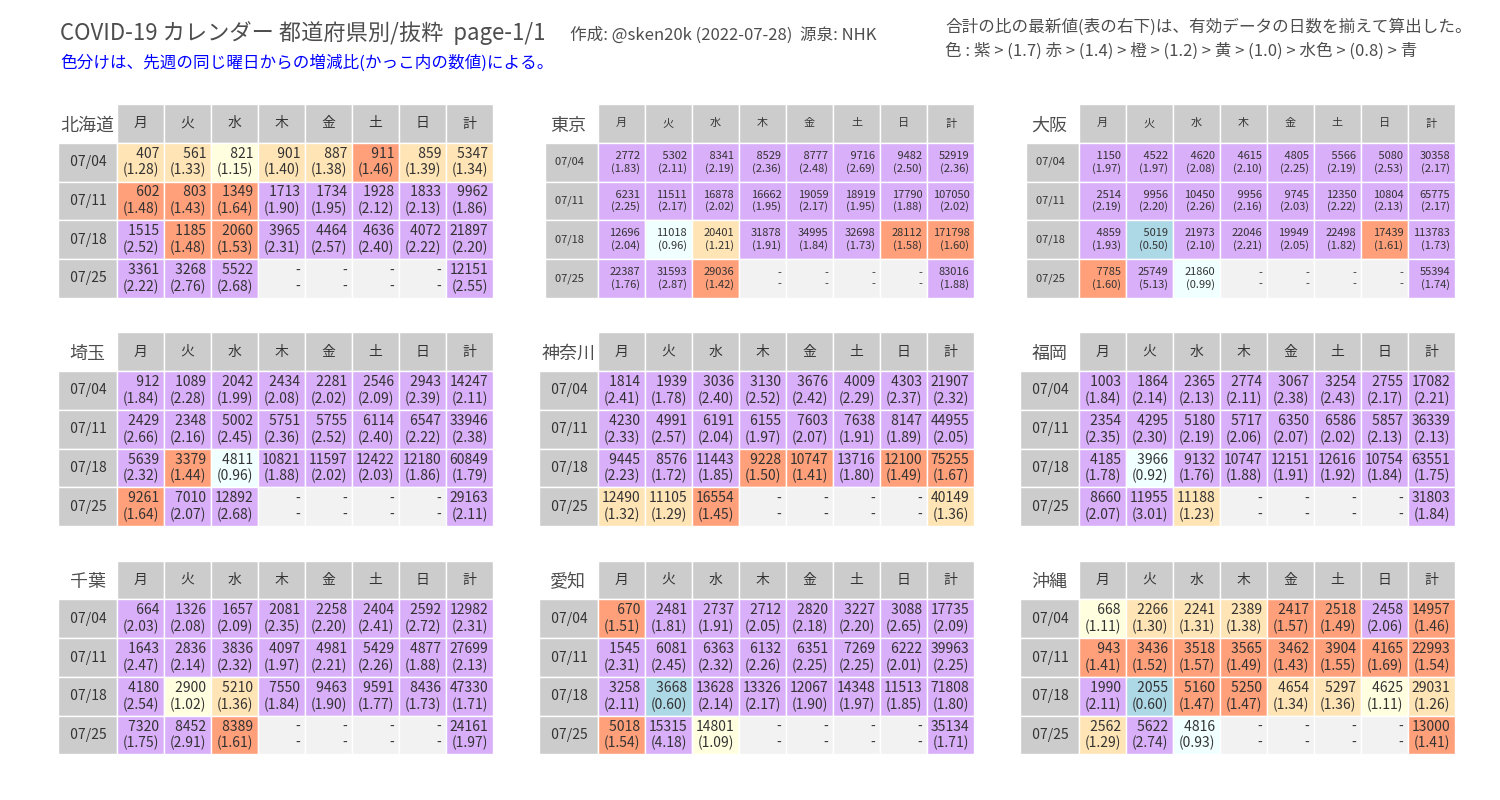 COVID-19 カレンダー 都道府県別/抜粋 page-1/1 作成: @sken20k (2022-07-28) 源泉: NHK
合計の比の最新値(表の右下)は、有効データの日数を揃えて算出した。
色分けは、先週の同じ曜日からの増減比(かっこ内の数値)による。
色 : 紫 > (1.7) 赤 > (1.4) > 橙 > (1.2) > 黄 > (1.0) > 水色 > (0.8) > 青
北海道 月 火 水 木 金 土 日 計
07/04 407 561 821 901 887 911 859 5347
(1.28) (1.33) (1.15) (1.40) (1.38) (1.46) (1.39) (1.34)
07/11 602 803 1349 1713 1734 1928 1833 9962
(1.48) (1.43) (1.64) (1.90) (1.95) (2.12) (2.13) (1.86)
07/18 1515 1185 2060 3965 4464 4636 4072 21897
(2.52) (1.48) (1.53) (2.31) (2.57) (2.40) (2.22) (2.20)
07/25 3361 3268 5522 - - - - 12151
(2.22) (2.76) (2.68) - - - - (2.55)
東京 月 火 水 木 金 土 日 計
07/04 2772 5302 8341 8529 8777 9716 9482 52919
(1.83) (2.11) (2.19) (2.36) (2.48) (2.69) (2.50) (2.36)
07/11 6231 11511 16878 16662 19059 18919 17790 107050
(2.25) (2.17) (2.02) (1.95) (2.17) (1.95) (1.88) (2.02)
07/18 12696 11018 20401 31878 34995 32698 28112 171798
(2.04) (0.96) (1.21) (1.91) (1.84) (1.73) (1.58) (1.60)
07/25 22387 31593 29036 - - - - 83016
(1.76) (2.87) (1.42) - - - - (1.88)
大阪 月 火 水 木 金 土 日 計
07/04 1150 4522 4620 4615 4805 5566 5080 30358
(1.97) (1.97) (2.08) (2.10) (2.25) (2.19) (2.53) (2.17)
07/11 2514 9956 10450 9956 9745 12350 10804 65775
(2.19) (2.20) (2.26) (2.16) (2.03) (2.22) (2.13) (2.17)
07/18 4859 5019 21973 22046 19949 22498 17439 113783
(1.93) (0.50) (2.10) (2.21) (2.05) (1.82) (1.61) (1.73)
07/25 7785 25749 21860 - - - - 55394
(1.60) (5.13) (0.99) - - - - (1.74)
埼玉 月 火 水 木 金 土 日 計
07/04 912 1089 2042 2434 2281 2546 2943 14247
(1.84) (2.28) (1.99) (2.08) (2.02) (2.09) (2.39) (2.11)
07/11 2429 2348 5002 5751 5755 6114 6547 33946
(2.66) (2.16) (2.45) (2.36) (2.52) (2.40) (2.22) (2.38)
07/18 5639 3379 4811 10821 11597 12422 12180 60849
(2.32) (1.44) (0.96) (1.88) (2.02) (2.03) (1.86) (1.79)
07/25 9261 7010 12892 - - - - 29163
(1.64) (2.07) (2.68) - - - - (2.11)
神奈川 月 火 水 木 金 土 日 計
07/04 1814 1939 3036 3130 3676 4009 4303 21907
(2.41) (1.78) (2.40) (2.52) (2.42) (2.29) (2.37) (2.32)
07/11 4230 4991 6191 6155 7603 7638 8147 44955
(2.33) (2.57) (2.04) (1.97) (2.07) (1.91) (1.89) (2.05)
07/18 9445 8576 11443 9228 10747 13716 12100 75255
(2.23) (1.72) (1.85) (1.50) (1.41) (1.80) (1.49) (1.67)
07/25 12490 11105 16554 - - - - 40149
(1.32) (1.29) (1.45) - - - - (1.36)
福岡 月 火 水 木 金 土 日 計
07/04 1003 1864 2365 2774 3067 3254 2755 17082
(1.84) (2.14) (2.13) (2.11) (2.38) (2.43) (2.17) (2.21)
07/11 2354 4295 5180 5717 6350 6586 5857 36339
(2.35) (2.30) (2.19) (2.06) (2.07) (2.02) (2.13) (2.13)
07/18 4185 3966 9132 10747 12151 12616 10754 63551
(1.78) (0.92) (1.76) (1.88) (1.91) (1.92) (1.84) (1.75)
07/25 8660 11955 11188 - - - - 31803
(2.07) (3.01) (1.23) - - - - (1.84)
千葉 月 火 水 木 金 土 日 計
07/04 664 1326 1657 2081 2258 2404 2592 12982
(2.03) (2.08) (2.09) (2.35) (2.20) (2.41) (2.72) (2.31)
07/11 1643 2836 3836 4097 4981 5429 4877 27699
(2.47) (2.14) (2.32) (1.97) (2.21) (2.26) (1.88) (2.13)
07/18 4180 2900 5210 7550 9463 9591 8436 47330
(2.54) (1.02) (1.36) (1.84) (1.90) (1.77) (1.73) (1.71)
07/25 7320 8452 8389 - - - - 24161
(1.75) (2.91) (1.61) - - - - (1.97)
愛知 月 火 水 木 金 土 日 計
07/04 670 2481 2737 2712 2820 3227 3088 17735
(1.51) (1.81) (1.91) (2.05) (2.18) (2.20) (2.65) (2.09)
07/11 1545 6081 6363 6132 6351 7269 6222 39963
(2.31) (2.45) (2.32) (2.26) (2.25) (2.25) (2.01) (2.25)
07/18 3258 3668 13628 13326 12067 14348 11513 71808
(2.11) (0.60) (2.14) (2.17) (1.90) (1.97) (1.85) (1.80)
07/25 5018 15315 14801 - - - - 35134
(1.54) (4.18) (1.09) - - - - (1.71)
沖縄 月 火 水 木 金 土 日 計
07/04 668 2266 2241 2389 2417 2518 2458 14957
(1.11) (1.30) (1.31) (1.38) (1.57) (1.49) (2.06) (1.46)
07/11 943 3436 3518 3565 3462 3904 4165 22993
(1.41) (1.52) (1.57) (1.49) (1.43) (1.55) (1.69) (1.54)
07/18 1990 2055 5160 5250 4654 5297 4625 29031
(2.11) (0.60) (1.47) (1.47) (1.34) (1.36) (1.11) (1.26)
07/25 2562 5622 4816 - - - - 13000
(1.29) (2.74) (0.93) - - - - (1.41)